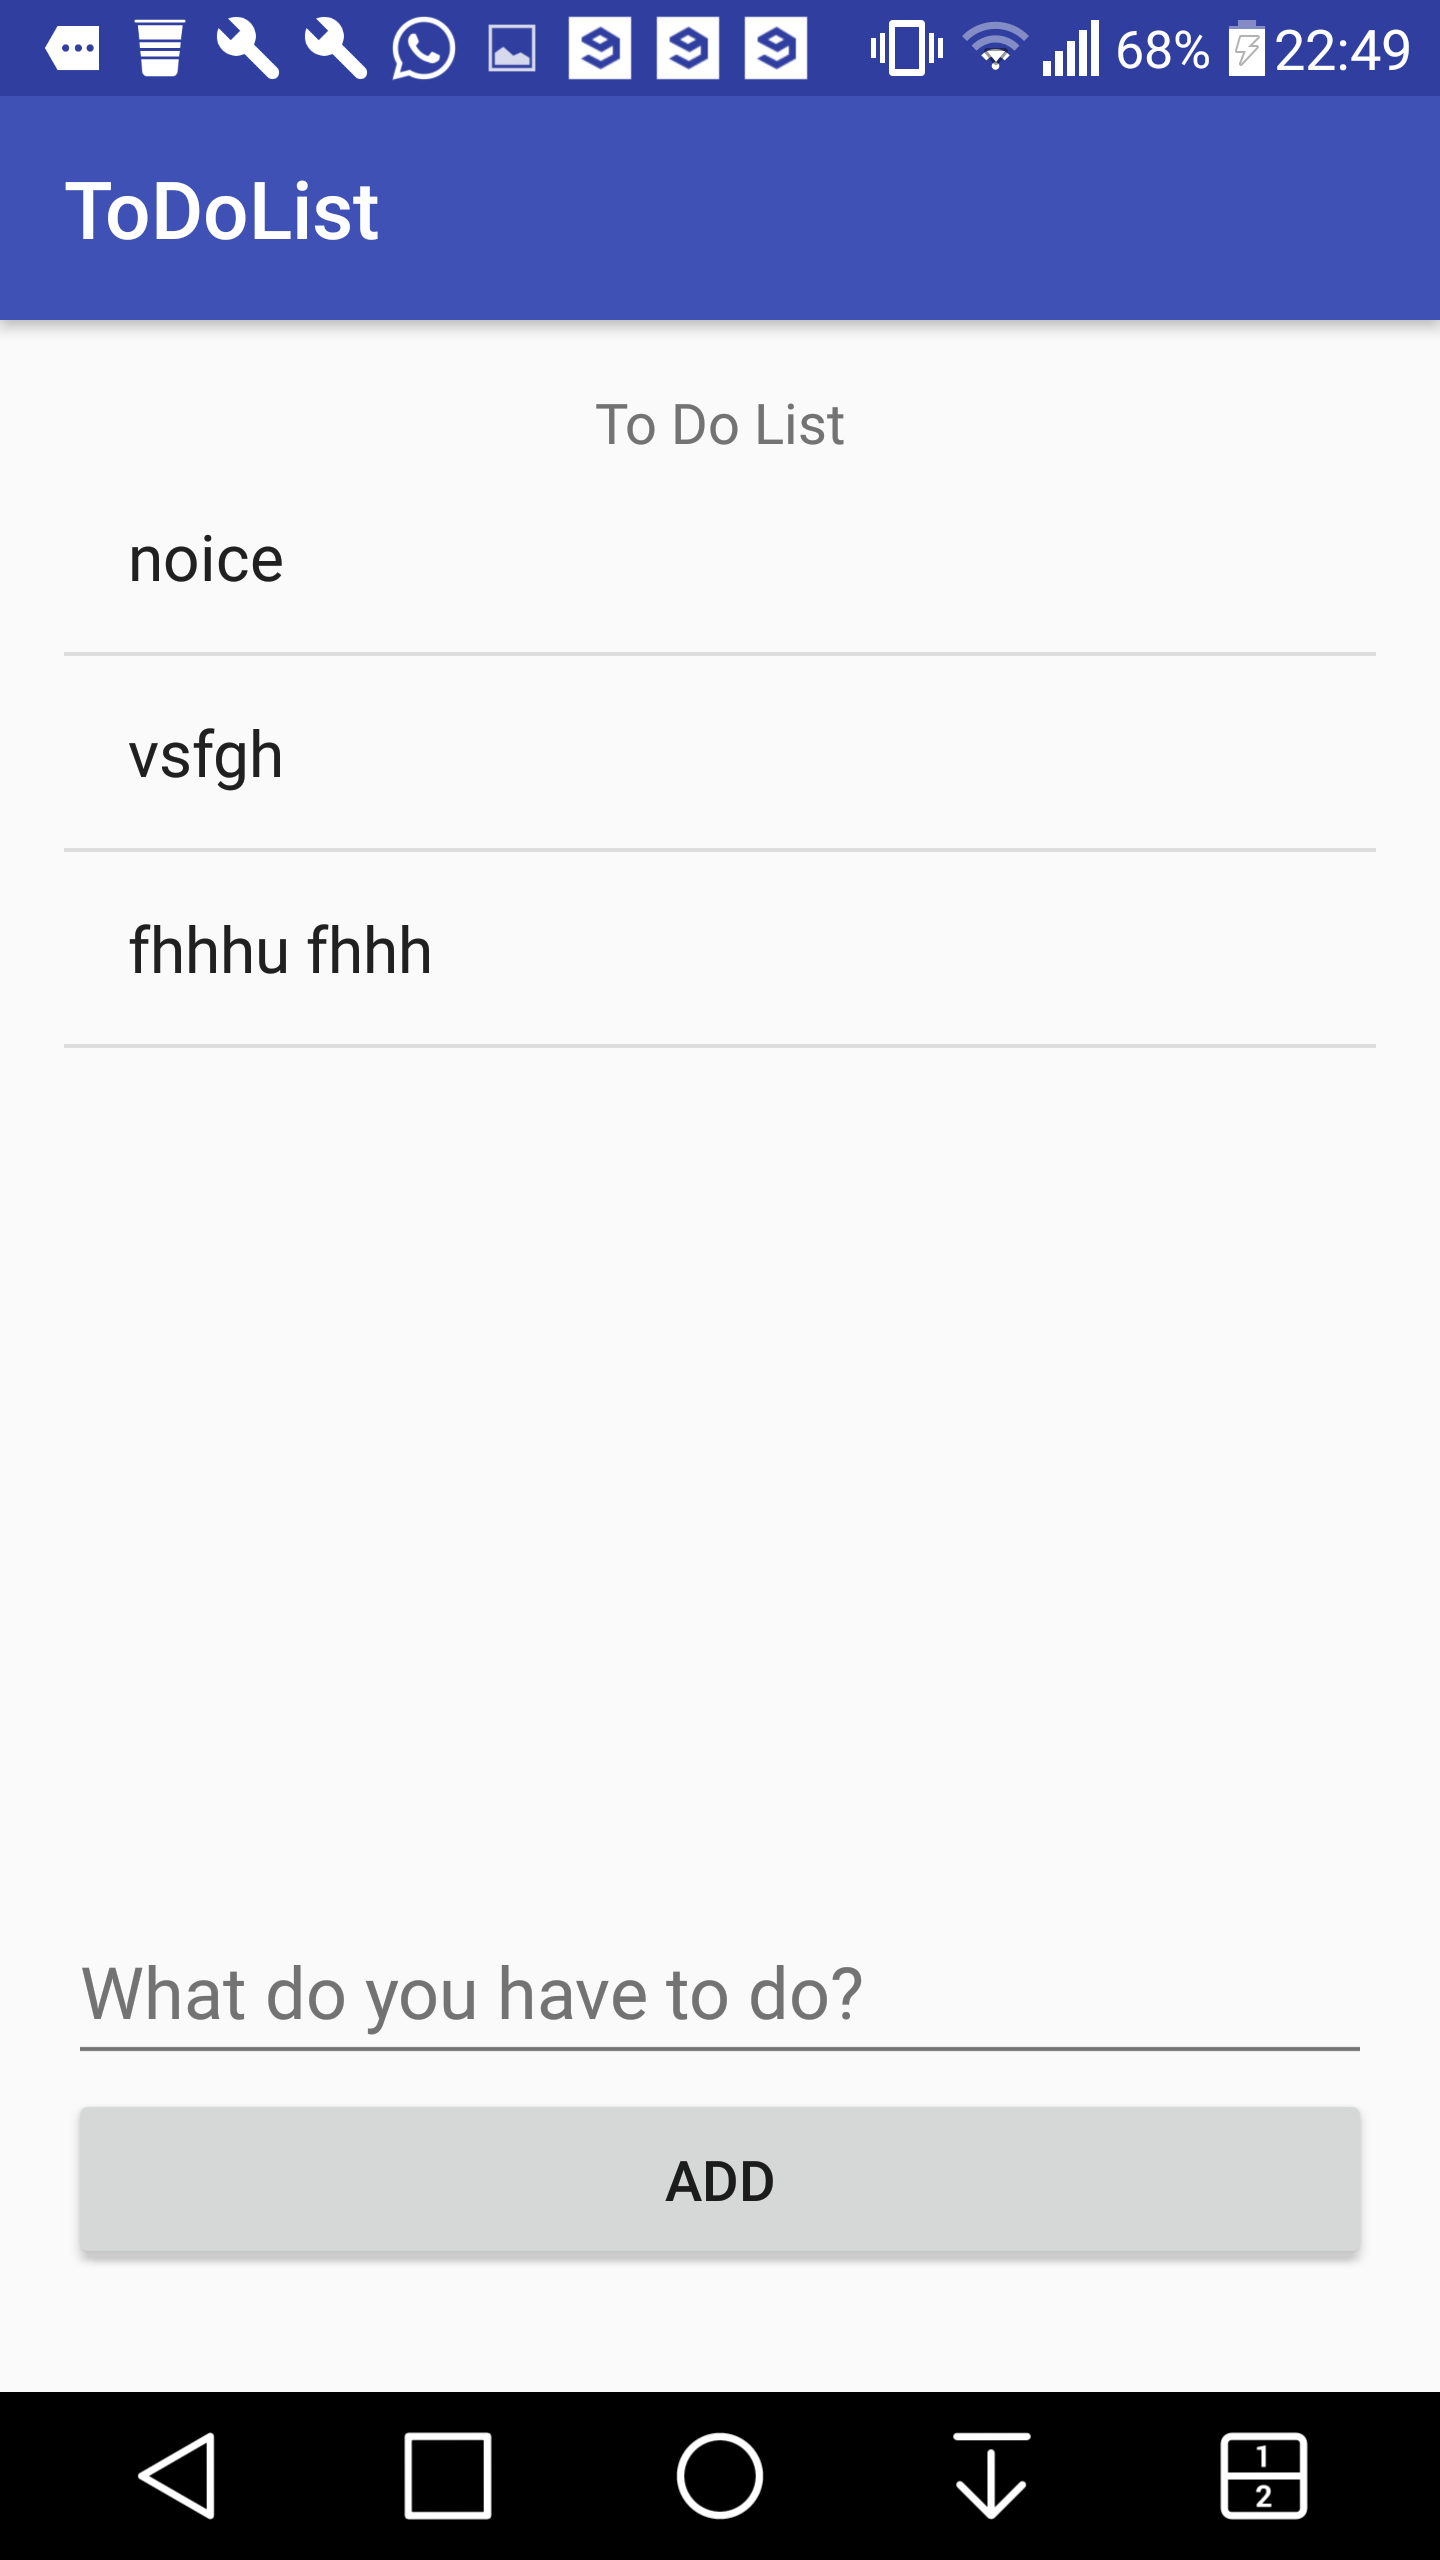 68% 22:49
ToDoList
To Do List
noice
vsfgh
fhhhu fhhh
What do you have to do?
ADD
1
2